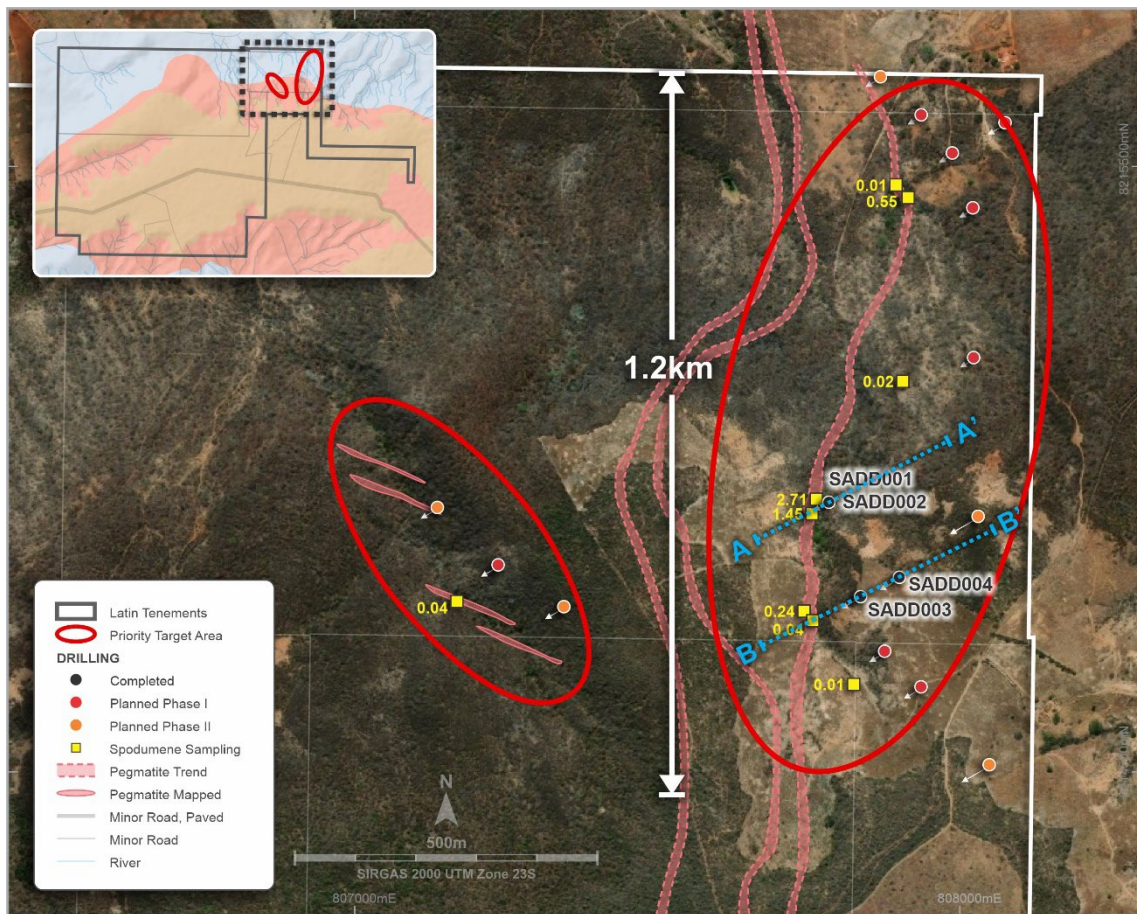 8215500mN
0.01
0.55
1.2km
0.02
A'
SADD001
2.71
SADD002
1.45
A
B'
SADD004
0.04
0.24
SADD003
0.04
B
0.01
Latin Tenements
Priority Target Area
DRILLING
Completed
Planned Phase I
Planned Phase II
Spodumene Sampling
Pegmatite Trend
Pegmatite Mapped
Minor Road, Paved
Minor Road
River
N
500m
SIRGAS 2000 UTM Zone 23S
807000mE
808000mE